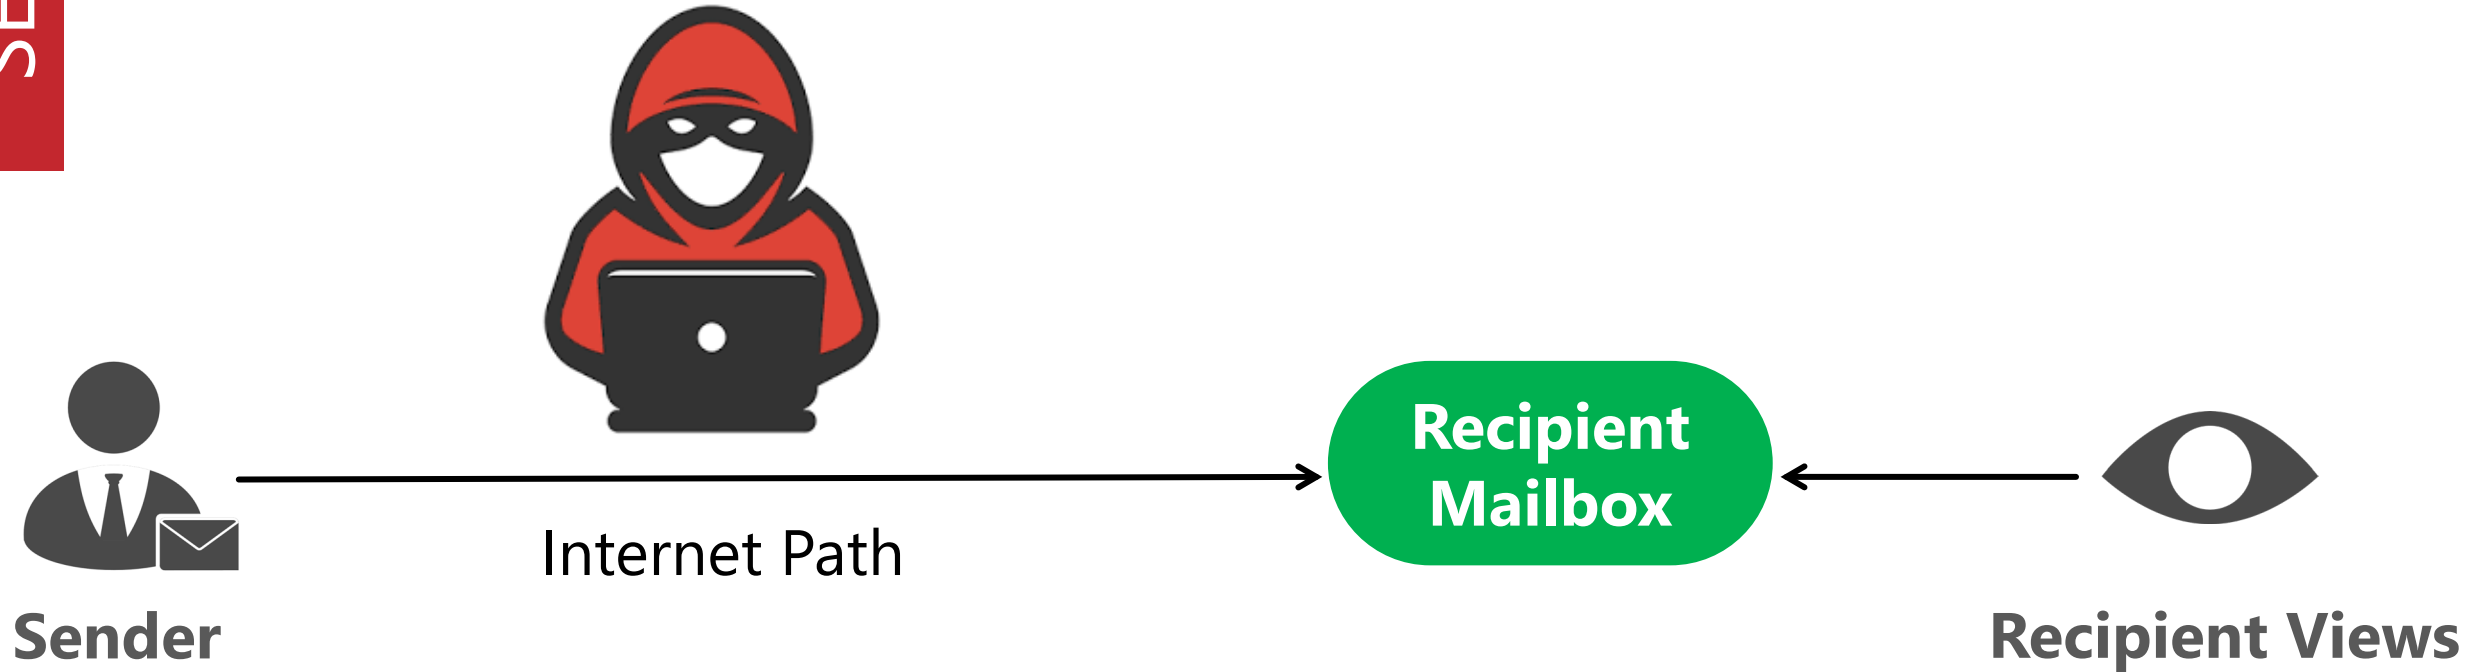 Internet Path
Recipient
Mailbox
Sender
Recipient Views